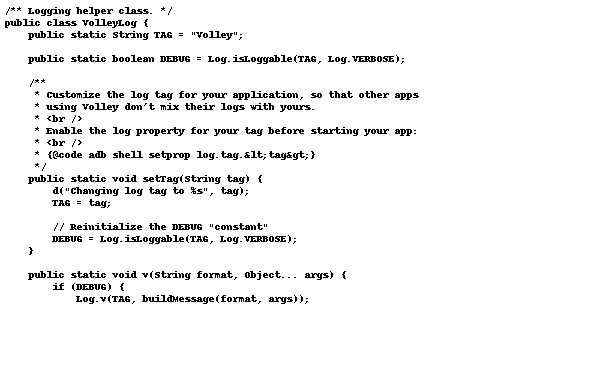 /** Logging helper class. */
public class VolleyLog {
    public static String TAG = "Volley";

    public static boolean DEBUG = Log.isLoggable(TAG, Log.VERBOSE);

    /**
     * Customize the log tag for your application, so that other apps
     * using Volley don't mix their logs with yours.
     * <br />
     * Enable the log property for your tag before starting your app:
     * <br />
     * {@code adb shell setprop log.tag.&lt;tag&gt;}
     */
    public static void setTag(String tag) {
        d("Changing log tag to %s", tag);
        TAG = tag;

        // Reinitialize the DEBUG "constant"
        DEBUG = Log.isLoggable(TAG, Log.VERBOSE);
    }

    public static void v(String format, Object... args) {
        if (DEBUG) {
            Log.v(TAG, buildMessage(format, args));